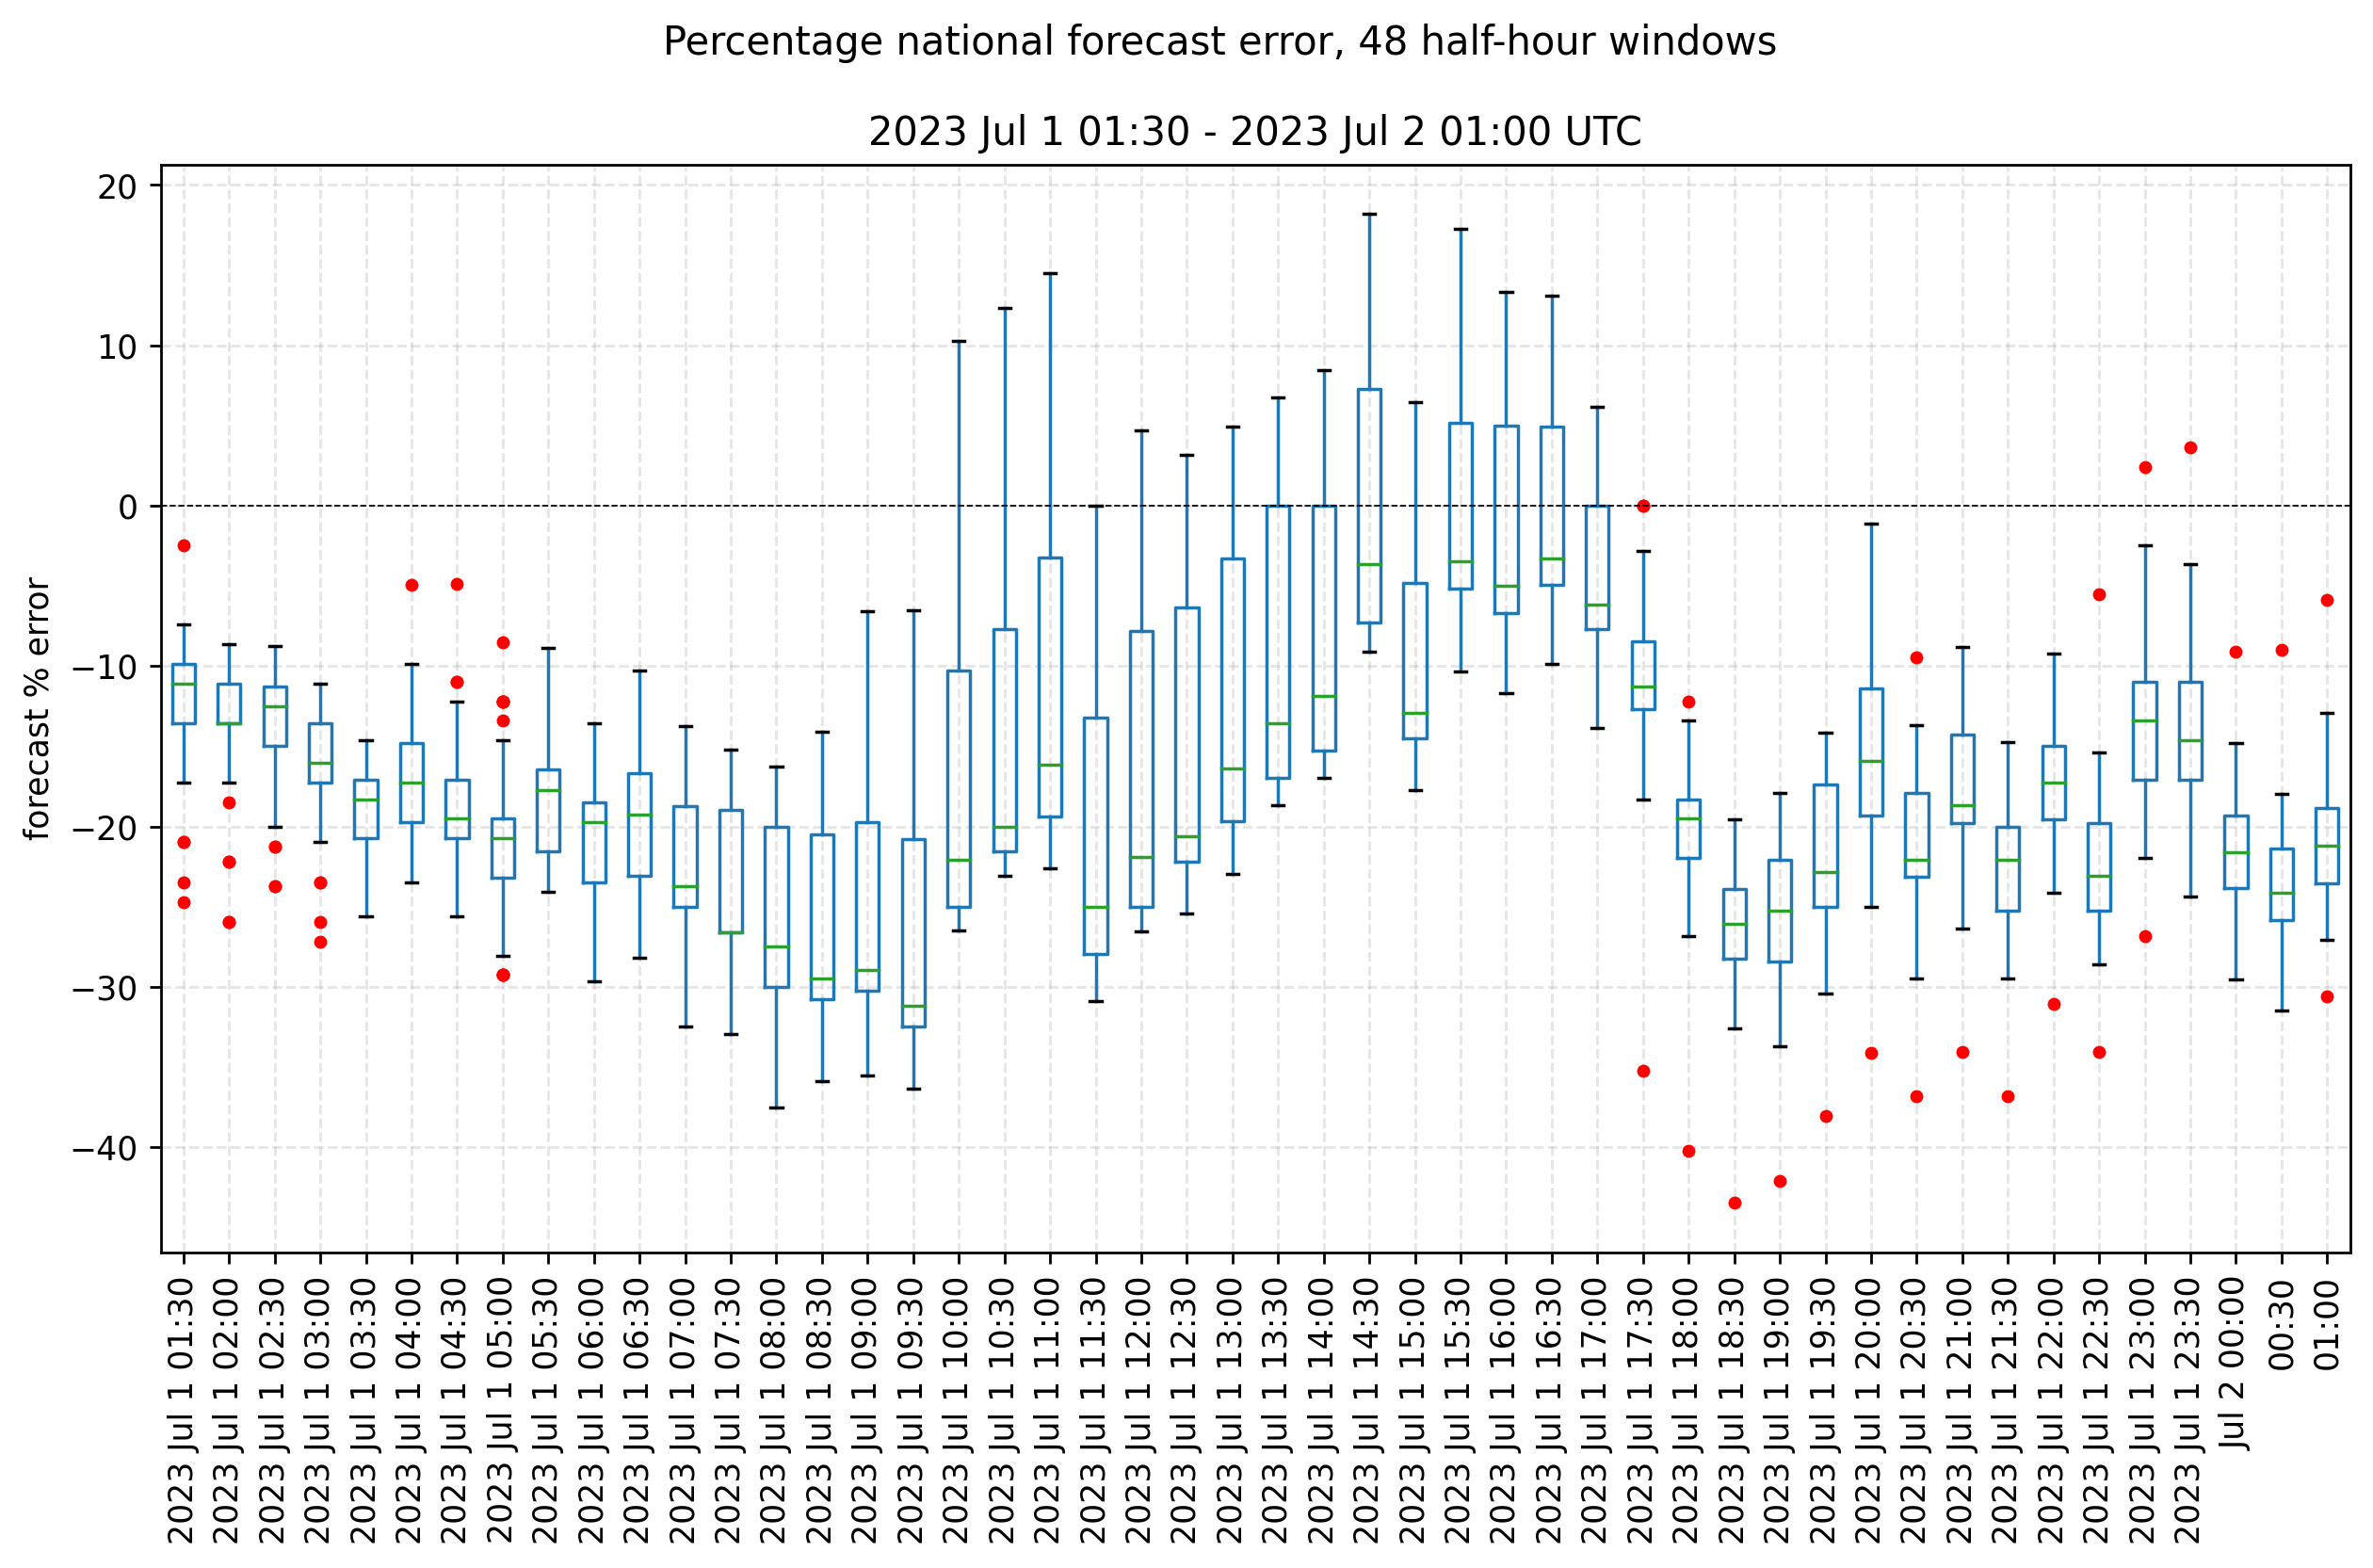 Percentage national forecast error, 48 half-hour windows
2023 Jul 1 01:30 - 2023 Jul 2 01:00 UTC
forecast % error
20
10
0
−10
−20
−30
−40
2023 Jul 1 01:30
2023 Jul 1 02:00
2023 Jul 1 02:30
2023 Jul 1 03:00
2023 Jul 1 03:30
2023 Jul 1 04:00
2023 Jul 1 04:30
2023 Jul 1 05:00
2023 Jul 1 05:30
2023 Jul 1 06:00
2023 Jul 1 06:30
2023 Jul 1 07:00
2023 Jul 1 07:30
2023 Jul 1 08:00
2023 Jul 1 08:30
2023 Jul 1 09:00
2023 Jul 1 09:30
2023 Jul 1 10:00
2023 Jul 1 10:30
2023 Jul 1 11:00
2023 Jul 1 11:30
2023 Jul 1 12:00
2023 Jul 1 12:30
2023 Jul 1 13:00
2023 Jul 1 13:30
2023 Jul 1 14:00
2023 Jul 1 14:30
2023 Jul 1 15:00
2023 Jul 1 15:30
2023 Jul 1 16:00
2023 Jul 1 16:30
2023 Jul 1 17:00
2023 Jul 1 17:30
2023 Jul 1 18:00
2023 Jul 1 18:30
2023 Jul 1 19:00
2023 Jul 1 19:30
2023 Jul 1 20:00
2023 Jul 1 20:30
2023 Jul 1 21:00
2023 Jul 1 21:30
2023 Jul 1 22:00
2023 Jul 1 22:30
2023 Jul 1 23:00
2023 Jul 1 23:30
Jul 2 00:00
00:30
01:00